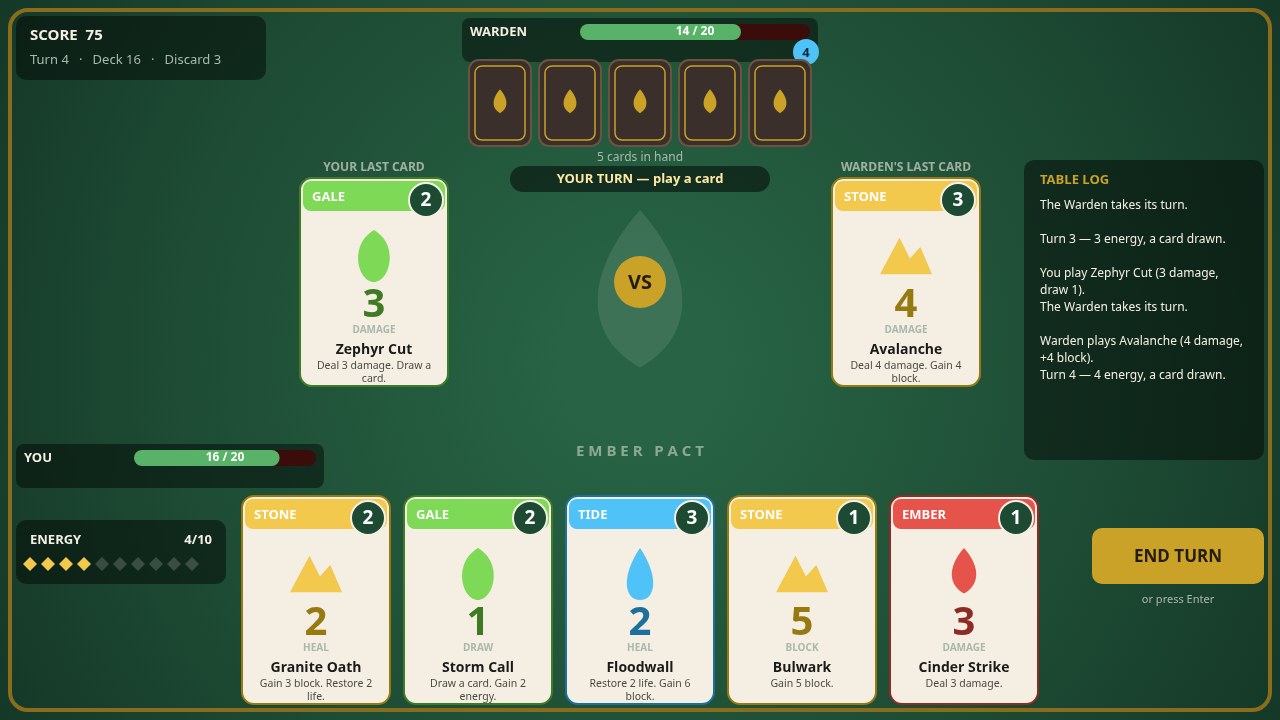 SCORE 75
Turn 4 · Deck 16 · Discard 3
WARDEN
14 / 20
4
5 cards in hand
YOUR TURN — play a card
YOUR LAST CARD
GALE
2
3
DAMAGE
Zephyr Cut
Deal 3 damage. Draw a
card.
VS
WARDEN'S LAST CARD
STONE
3
4
DAMAGE
Avalanche
Deal 4 damage. Gain 4
block.
TABLE LOG
The Warden takes its turn.
Turn 3 — 3 energy, a card drawn.
You play Zephyr Cut (3 damage,
draw 1).
The Warden takes its turn.
Warden plays Avalanche (4 damage,
+4 block).
Turn 4 — 4 energy, a card drawn.
EMBER PACT
YOU
16 / 20
ENERGY
4/10
STONE
2
2
HEAL
Granite Oath
Gain 3 block. Restore 2
life.
GALE
2
1
DRAW
Storm Call
Draw a card. Gain 2
energy.
TIDE
3
2
HEAL
Floodwall
Restore 2 life. Gain 6
block.
STONE
1
5
BLOCK
Bulwark
Gain 5 block.
EMBER
1
3
DAMAGE
Cinder Strike
Deal 3 damage.
END TURN
or press Enter